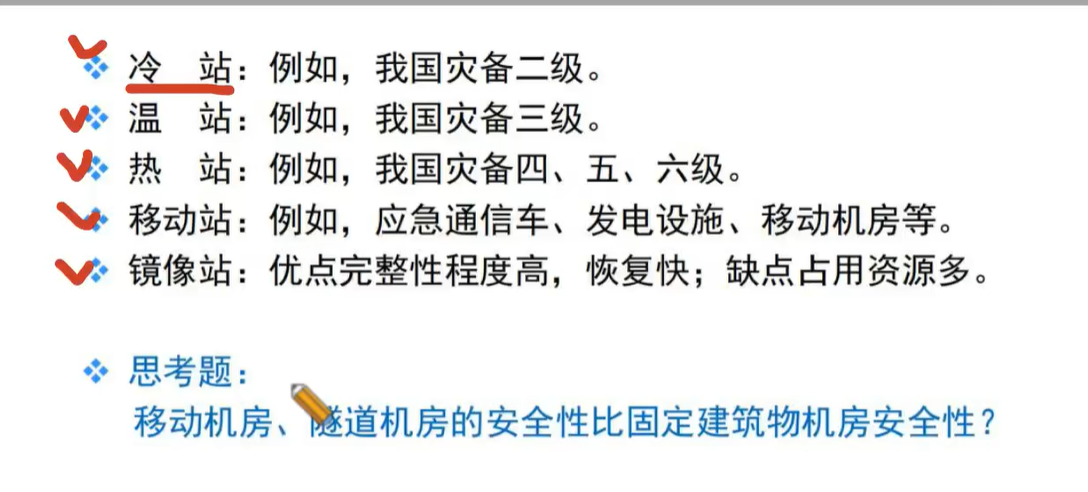 冷　站：例如，我国灾备二级。
温　站：例如，我国灾备三级。
热　站：例如，我国灾备四、五、六级。
移动站：例如，应急通信车、发电设施、移动机房等。
镜像站：优点完整性程度高，恢复快；缺点占用资源多。
思考题：
移动机房、隧道机房的安全性比固定建筑物机房安全性？